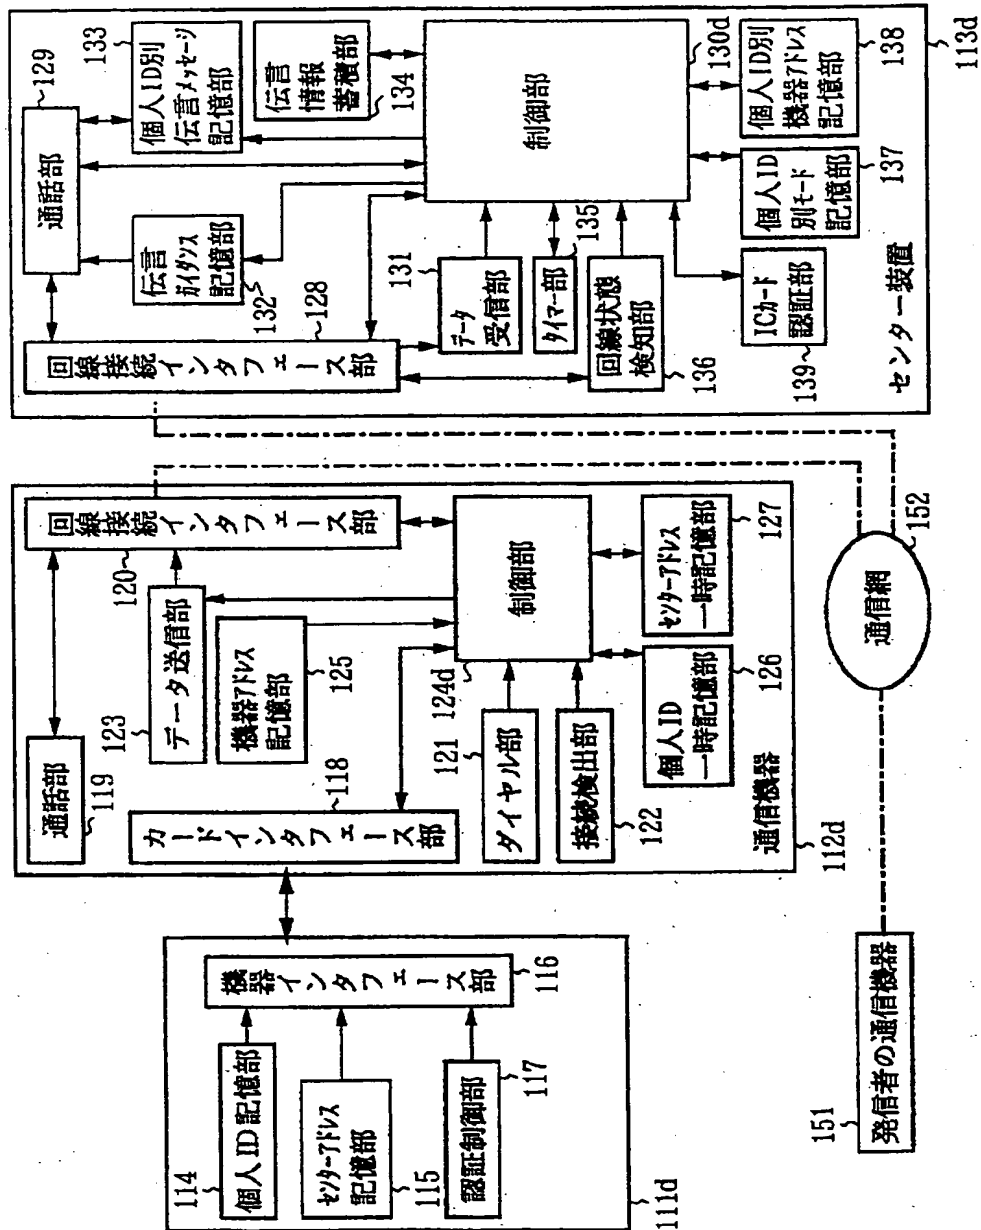 111d
114
個人ID記憶部
センターアドレス
記憶部
115
認証制御部
117
機器
インタフェース部
116
112d
通信機器
通話部
119
カードインタフェース部
118
120
回線接続インタフェース部
123
データ送信部
機器アドレス
記憶部
125
制御部
124d
121
ダイヤル部
接続検出部
122
個人ID
一時記憶部
126
センターアドレス
一時記憶部
127
113d
センター装置
129
通話部
133
個人ID別
伝言メッセージ
記憶部
伝言
情報
蓄積部
134
制御部
130d
伝言
ガイダンス
記憶部
132
128
回線接続インタフェース部
131
データ
受信部
135
タイマー部
回線状態
検知部
136
ICカード
認証部
139
個人ID
別モード
記憶部
137
個人ID別
機器アドレス
記憶部
138
通信網
152
151
発信者の通信機器